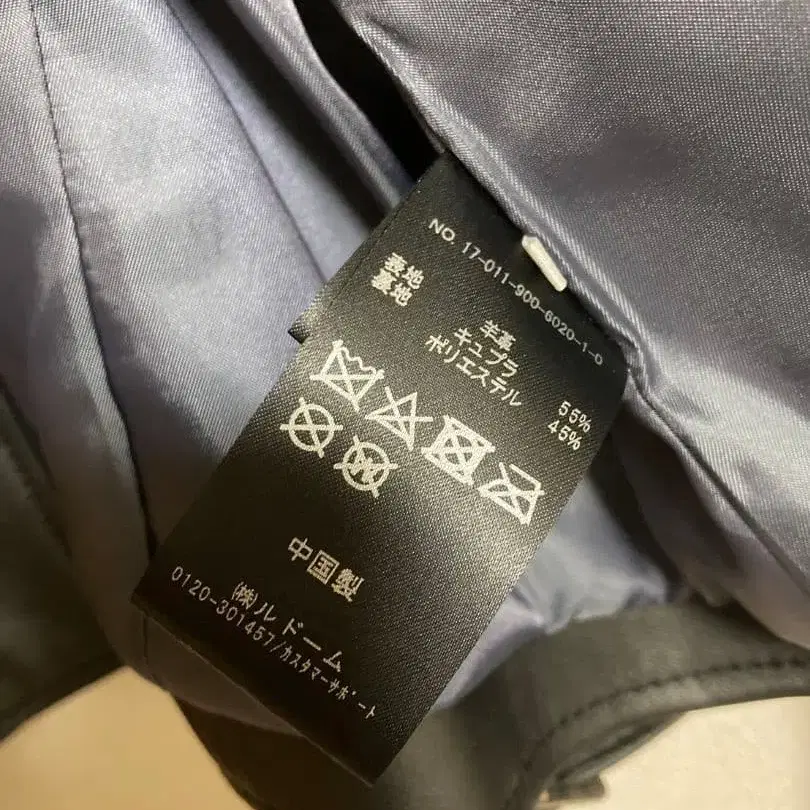 NO. 17-011-900-6020-1-0
表地 羊革
裏地 キュプラ 55%
ポリエステル 45%
中国製
㈱ル ドーム
0120-301457/カスタマーサポート